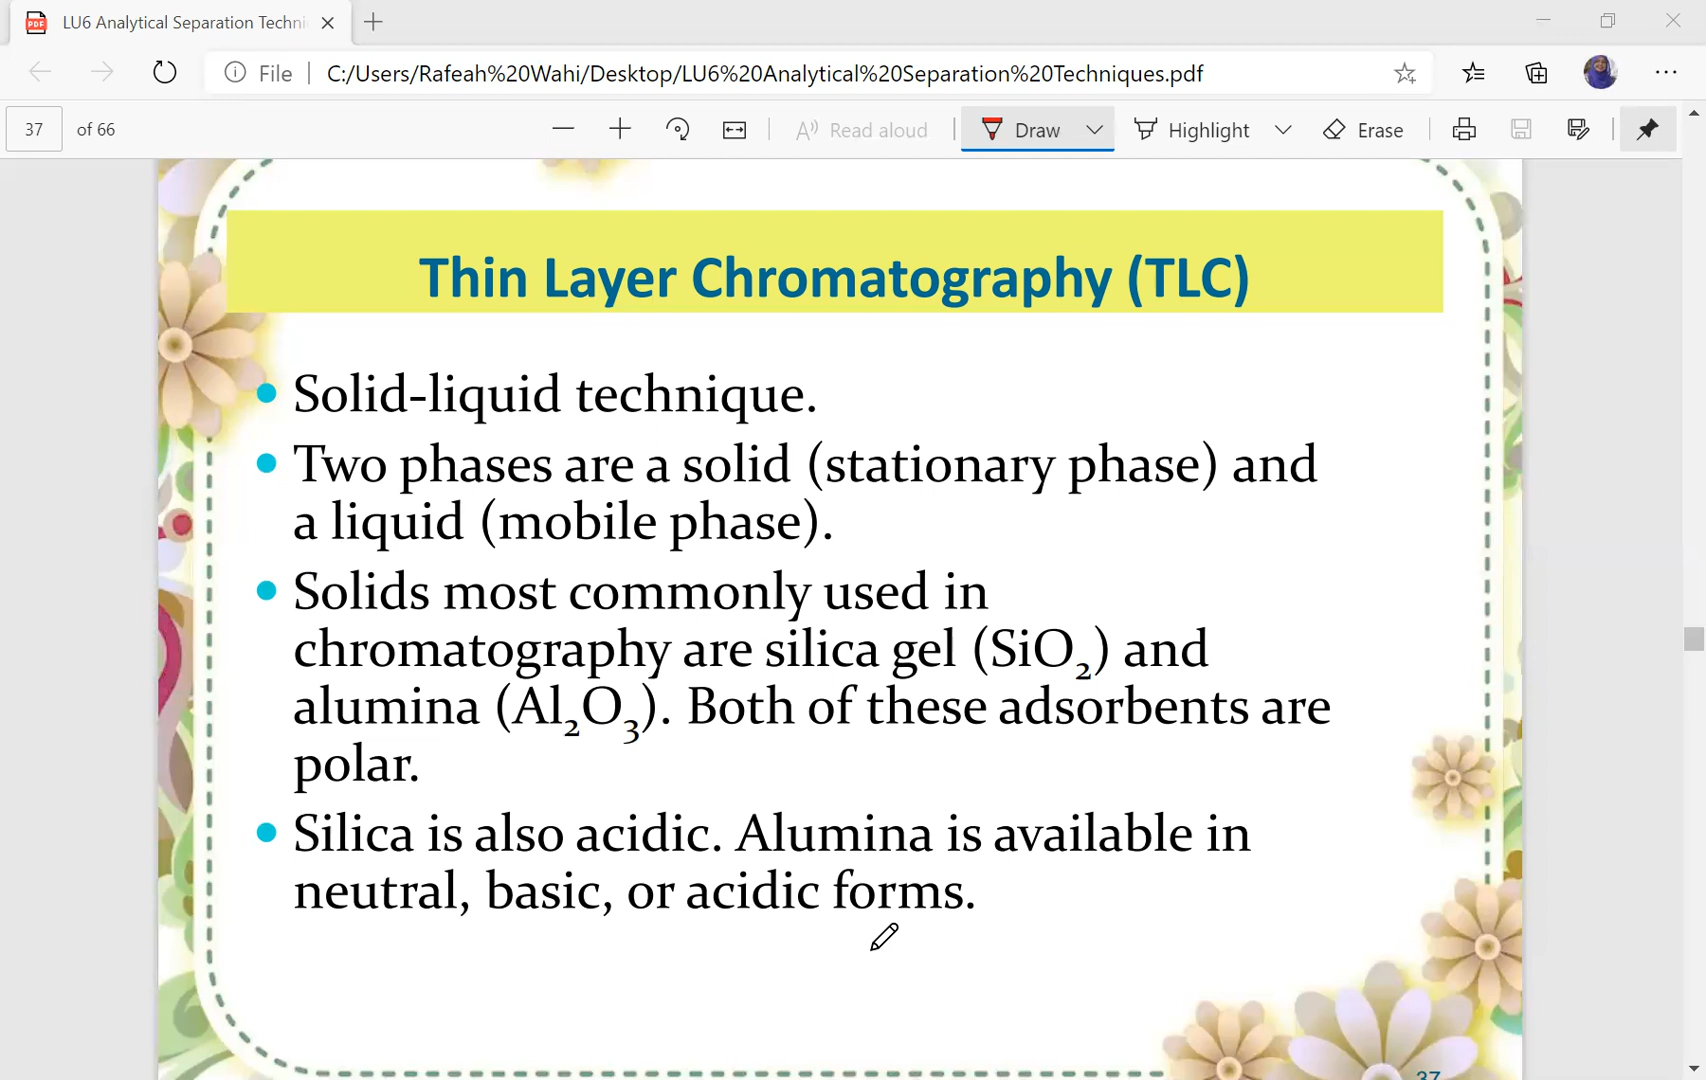 LU6 Analytical Separation Techni
File C:/Users/Rafeah%20Wahi/Desktop/LU6%20Analytical%20Separation%20Techniques.pdf
37 of 66 Read aloud Draw Highlight Erase
Thin Layer Chromatography (TLC)
• Solid-liquid technique.
• Two phases are a solid (stationary phase) and
a liquid (mobile phase).
• Solids most commonly used in
chromatography are silica gel (SiO₂) and
alumina (Al₂O₃). Both of these adsorbents are
polar.
• Silica is also acidic. Alumina is available in
neutral, basic, or acidic forms.
37